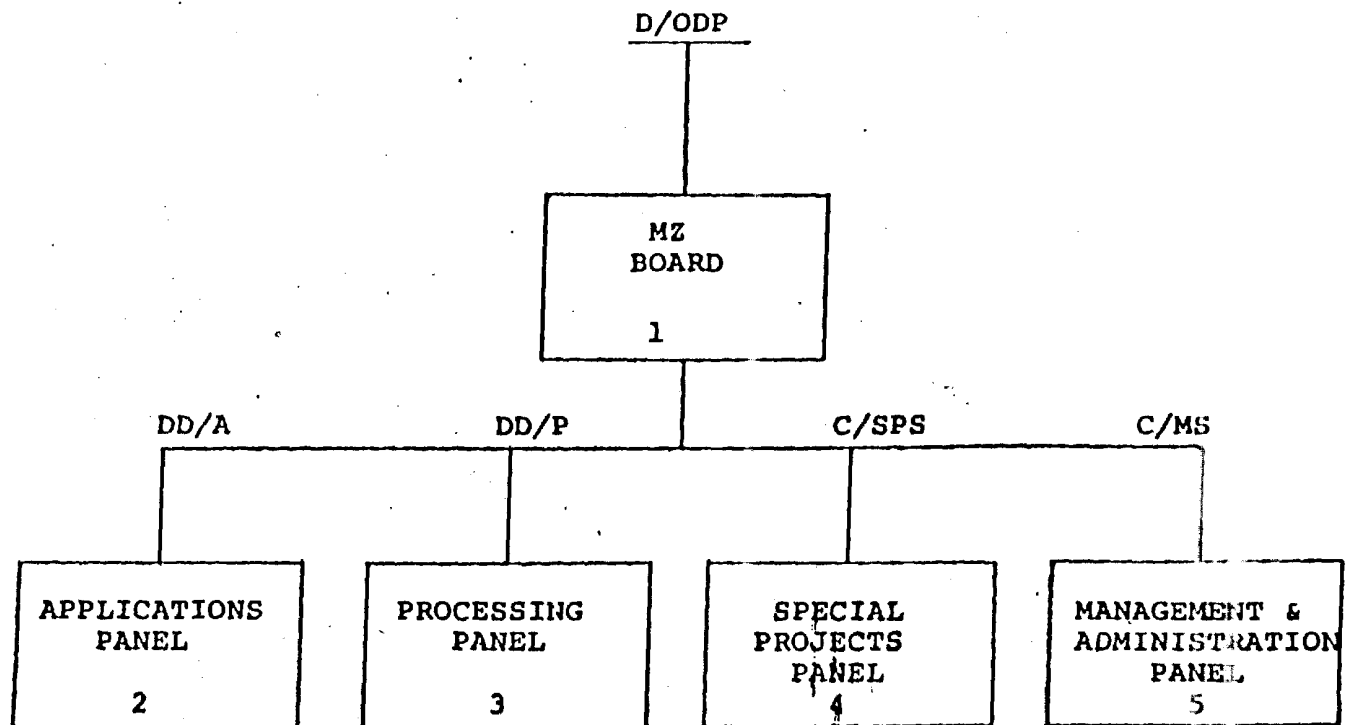 D/ODP
MZ
BOARD
1
DD/A
DD/P
C/SPS
C/MS
APPLICATIONS
PANEL
2
PROCESSING
PANEL
3
SPECIAL
PROJECTS
PANEL
4
MANAGEMENT &
ADMINISTRATION
PANEL
5